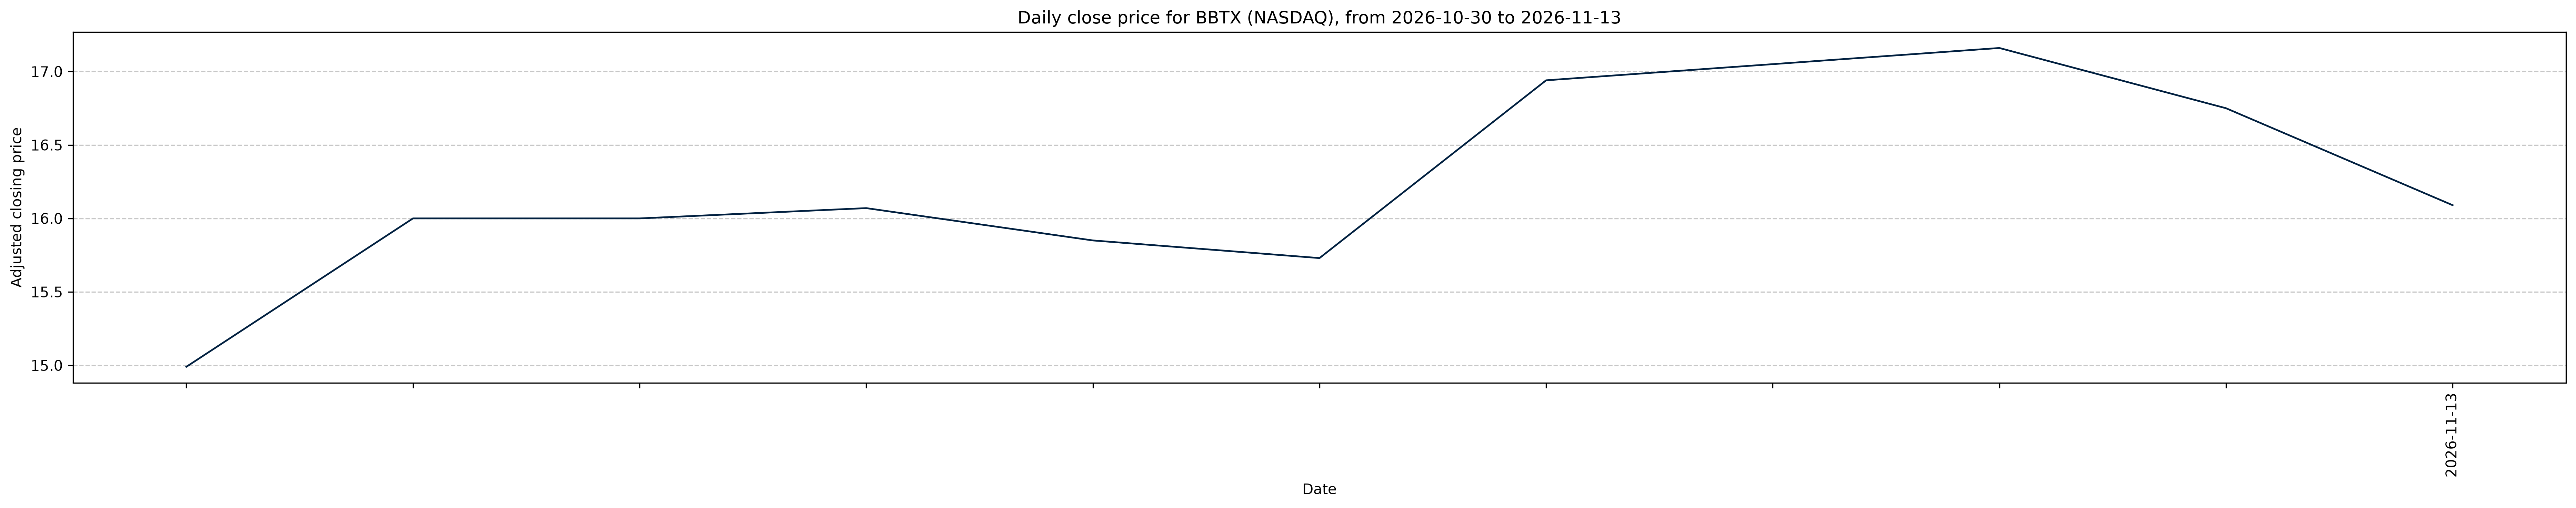 Daily close price for BBTX (NASDAQ), from 2026-10-30 to 2026-11-13
Adjusted closing price
17.0
16.5
16.0
15.5
15.0
2026-11-13
Date